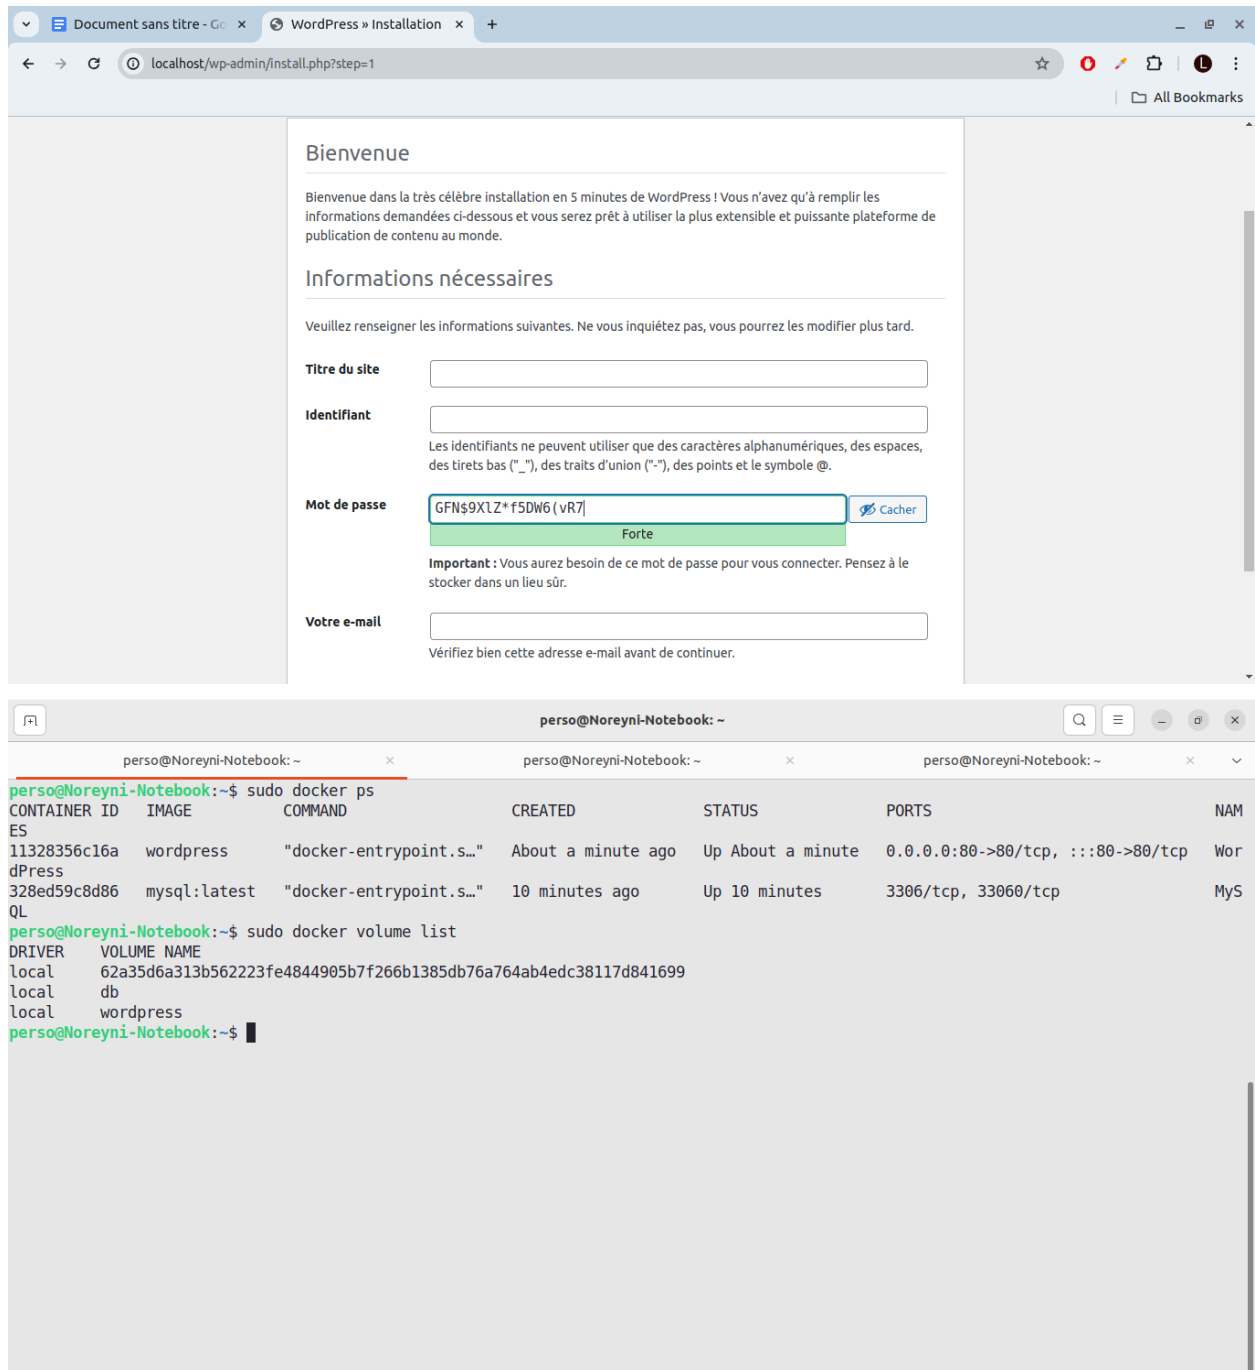 Document sans titre - Go
WordPress » Installation
localhost/wp-admin/install.php?step=1
L
All Bookmarks
Bienvenue
Bienvenue dans la très célèbre installation en 5 minutes de WordPress ! Vous n’avez qu’à remplir les
informations demandées ci-dessous et vous serez prêt à utiliser la plus extensible et puissante plateforme de
publication de contenu au monde.
Informations nécessaires
Veuillez renseigner les informations suivantes. Ne vous inquiétez pas, vous pourrez les modifier plus tard.
Titre du site
Identifiant
Les identifiants ne peuvent utiliser que des caractères alphanumériques, des espaces,
des tirets bas ("_"), des traits d’union ("-"), des points et le symbole @.
Mot de passe
GFN$9XlZ*f5DW6(vR7
Cacher
Forte
Important : Vous aurez besoin de ce mot de passe pour vous connecter. Pensez à le
stocker dans un lieu sûr.
Votre e-mail
Vérifiez bien cette adresse e-mail avant de continuer.
perso@Noreyni-Notebook: ~
perso@Noreyni-Notebook: ~ perso@Noreyni-Notebook: ~ perso@Noreyni-Notebook: ~
perso@Noreyni-Notebook:~$ sudo docker ps
CONTAINER ID IMAGE COMMAND CREATED STATUS PORTS NAM
ES
11328356c16a wordpress "docker-entrypoint.s…" About a minute ago Up About a minute 0.0.0.0:80->80/tcp, :::80->80/tcp Wor
dPress
328ed59c8d86 mysql:latest "docker-entrypoint.s…" 10 minutes ago Up 10 minutes 3306/tcp, 33060/tcp MyS
QL
perso@Noreyni-Notebook:~$ sudo docker volume list
DRIVER VOLUME NAME
local 62a35d6a313b562223fe4844905b7f266b1385db76a764ab4edc38117d841699
local db
local wordpress
perso@Noreyni-Notebook:~$